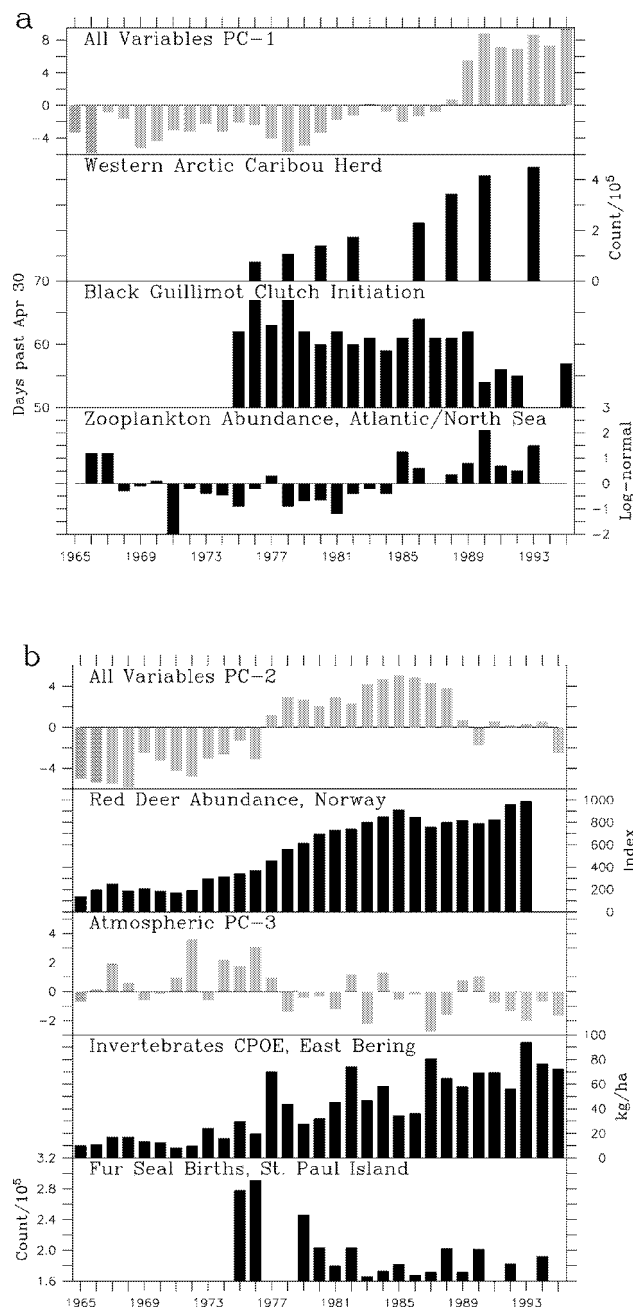 a
All Variables PC-1
8
4
0
-4
Western Arctic Caribou Herd
4
2
0
Count/10⁵
70
Black Guillimot Clutch Initiation
60
50
Days past Apr 30
3
Zooplankton Abundance, Atlantic/North Sea
2
1
0
-1
-2
Log-normal
1965 1969 1973 1977 1981 1985 1989 1993
b
All Variables PC-2
4
0
-4
Red Deer Abundance, Norway
1000
800
600
400
200
0
Index
Atmospheric PC-3
4
2
0
-2
100
Invertebrates CPOE, East Bering
80
60
40
20
0
kg/ha
3.2
Fur Seal Births, St. Paul Island
2.8
2.4
2.0
1.6
Count/10⁵
1965 1969 1973 1977 1981 1985 1989 1993